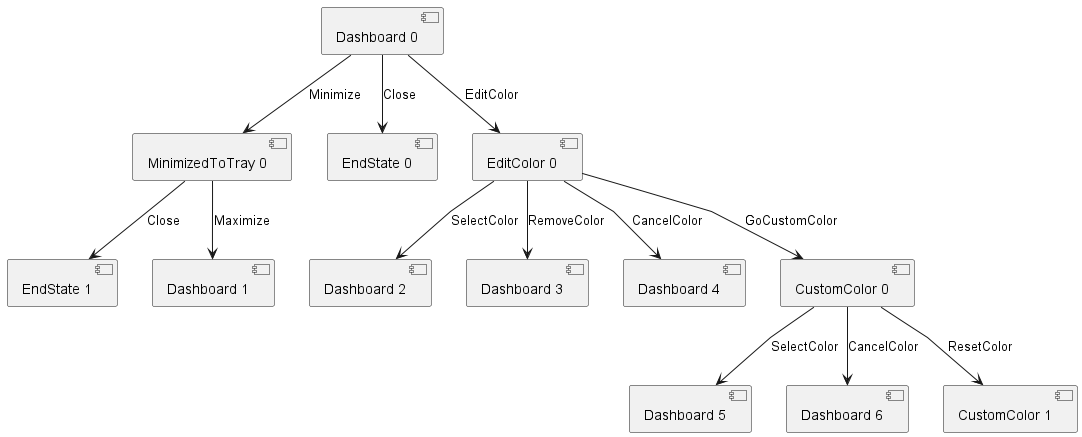 Dashboard 0
Minimize
Close
EditColor
MinimizedToTray 0
EndState 0
EditColor 0
Close
Maximize
SelectColor
RemoveColor
CancelColor
GoCustomColor
EndState 1
Dashboard 1
Dashboard 2
Dashboard 3
Dashboard 4
CustomColor 0
SelectColor
CancelColor
ResetColor
Dashboard 5
Dashboard 6
CustomColor 1